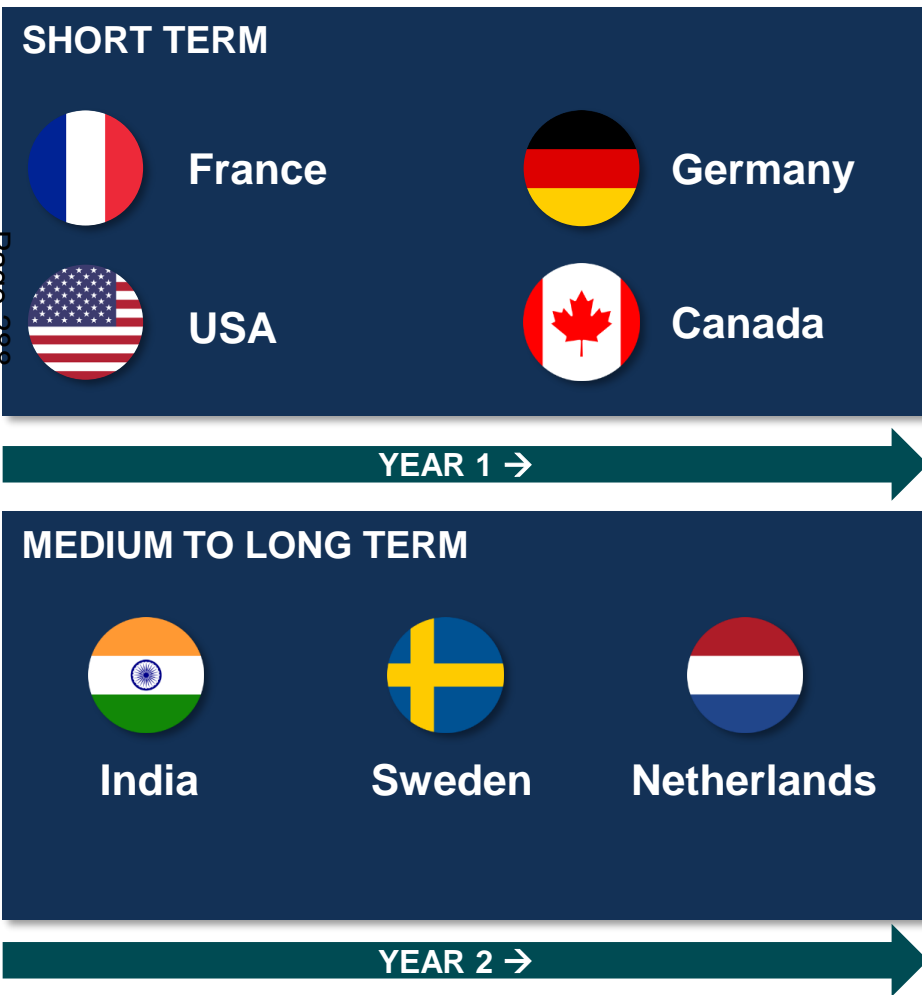 SHORT TERM
France
Germany
USA
Canada
YEAR 1 →
MEDIUM TO LONG TERM
India
Sweden
Netherlands
YEAR 2 →